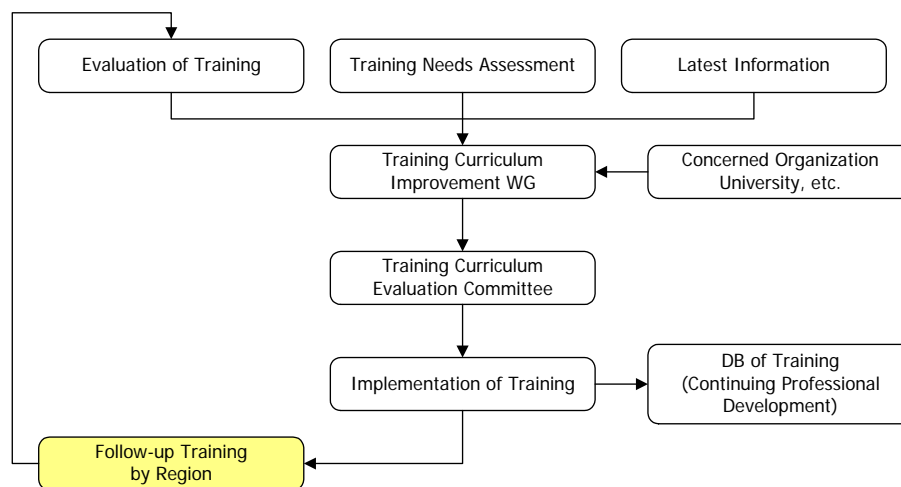 Evaluation of Training
Training Needs Assessment
Latest Information
Training Curriculum
Improvement WG
Concerned Organization
University, etc.
Training Curriculum
Evaluation Committee
Implementation of Training
DB of Training
(Continuing Professional
Development)
Follow-up Training
by Region